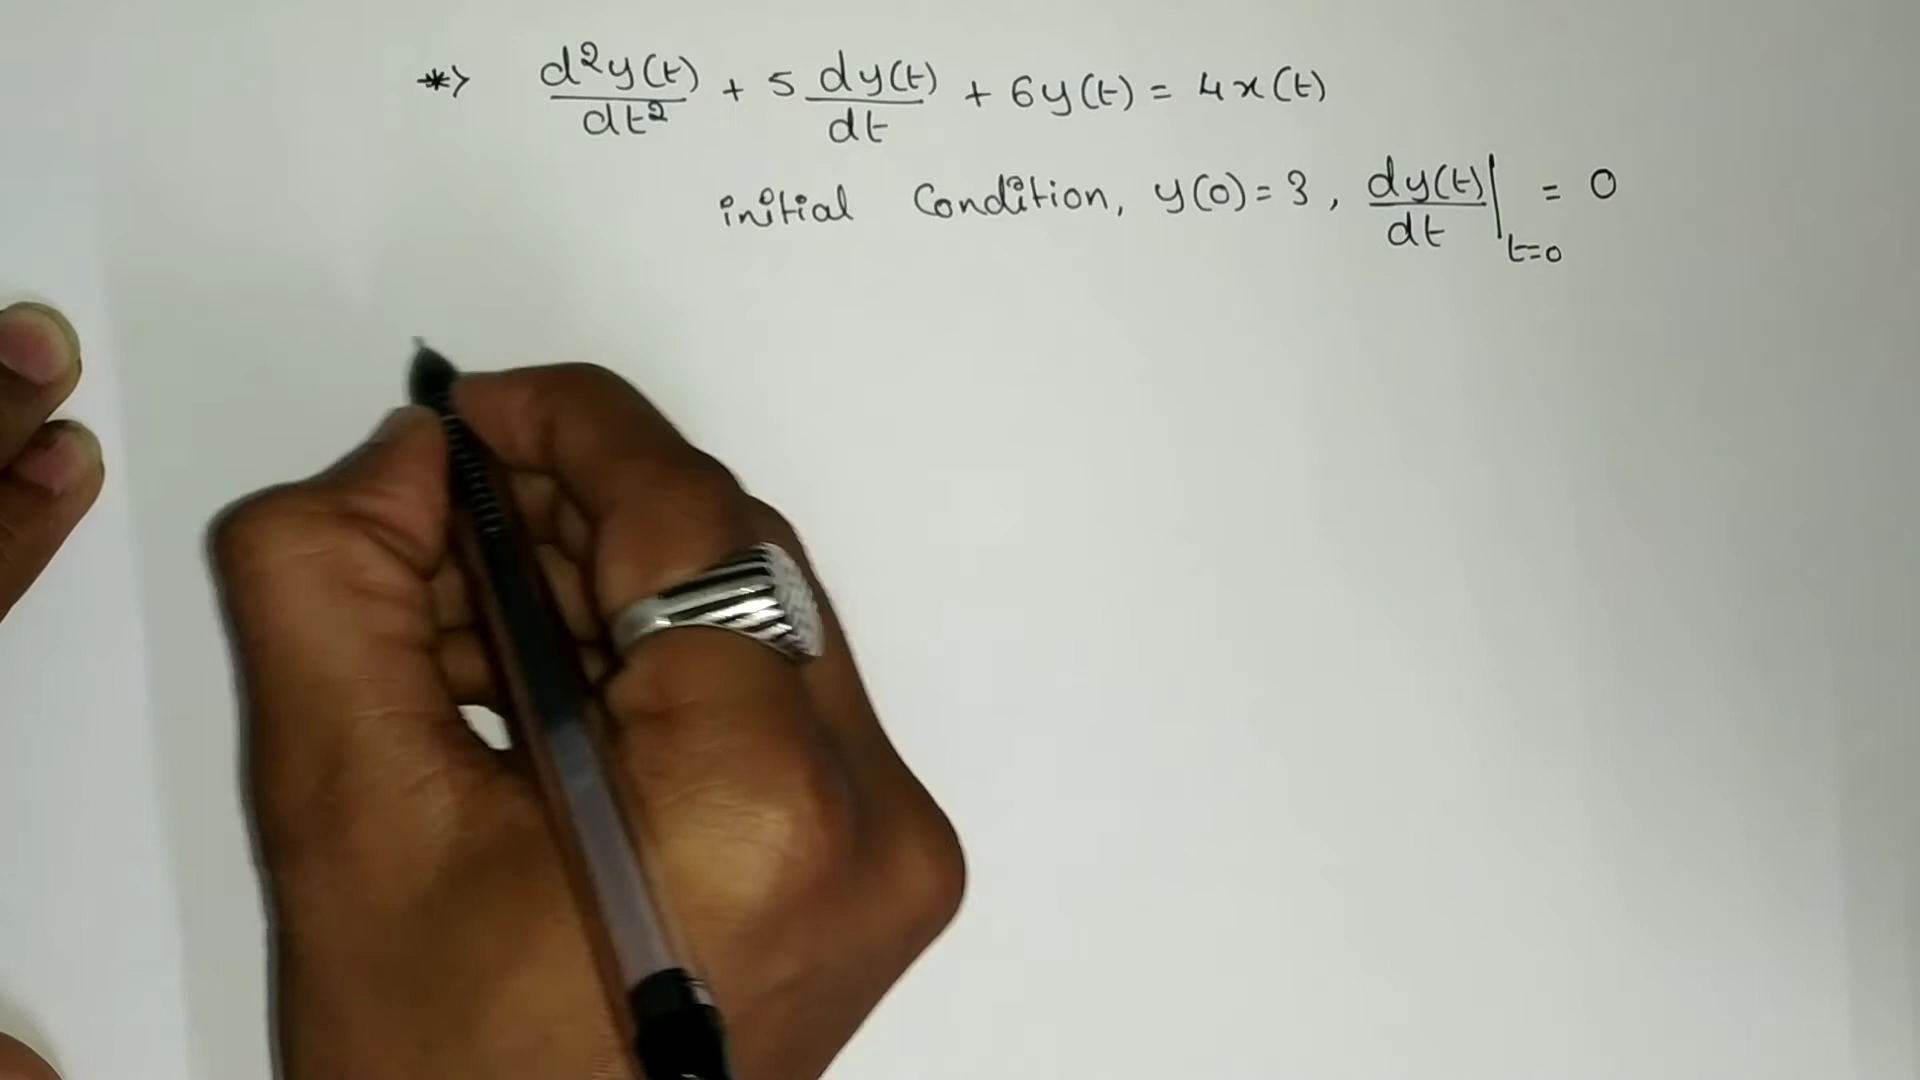 *> d²y(t)/dt² + 5 dy(t)/dt + 6y(t) = 4x(t)
initial Condition, y(0)=3, dy(t)/dt|t=0 = 0